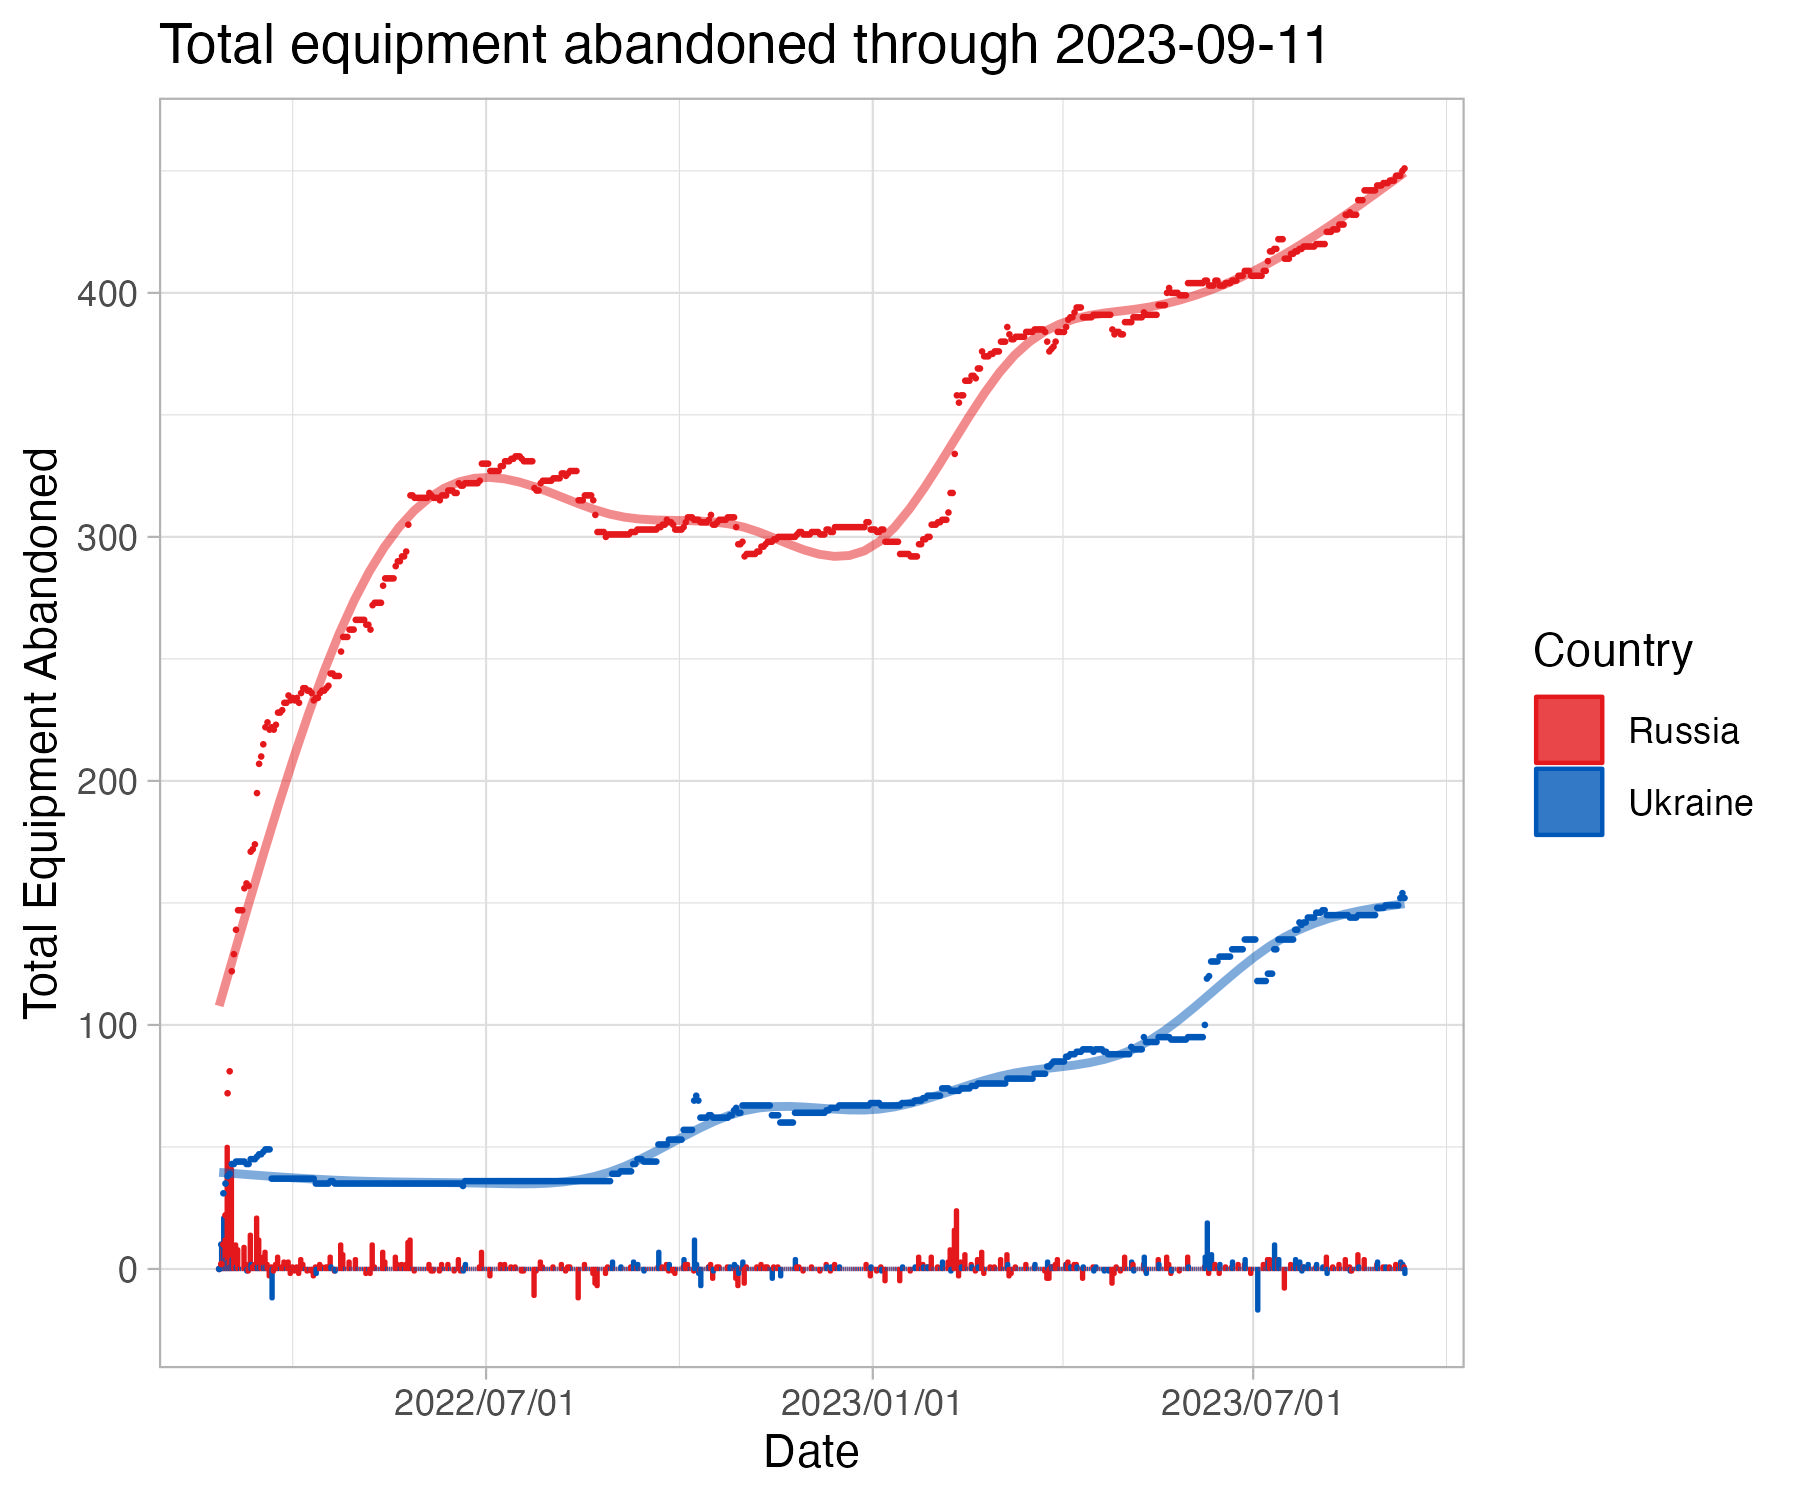 Total equipment abandoned through 2023-09-11
Total Equipment Abandoned
400
300
200
100
0
2022/07/01
2023/01/01
2023/07/01
Date
Country
Russia
Ukraine